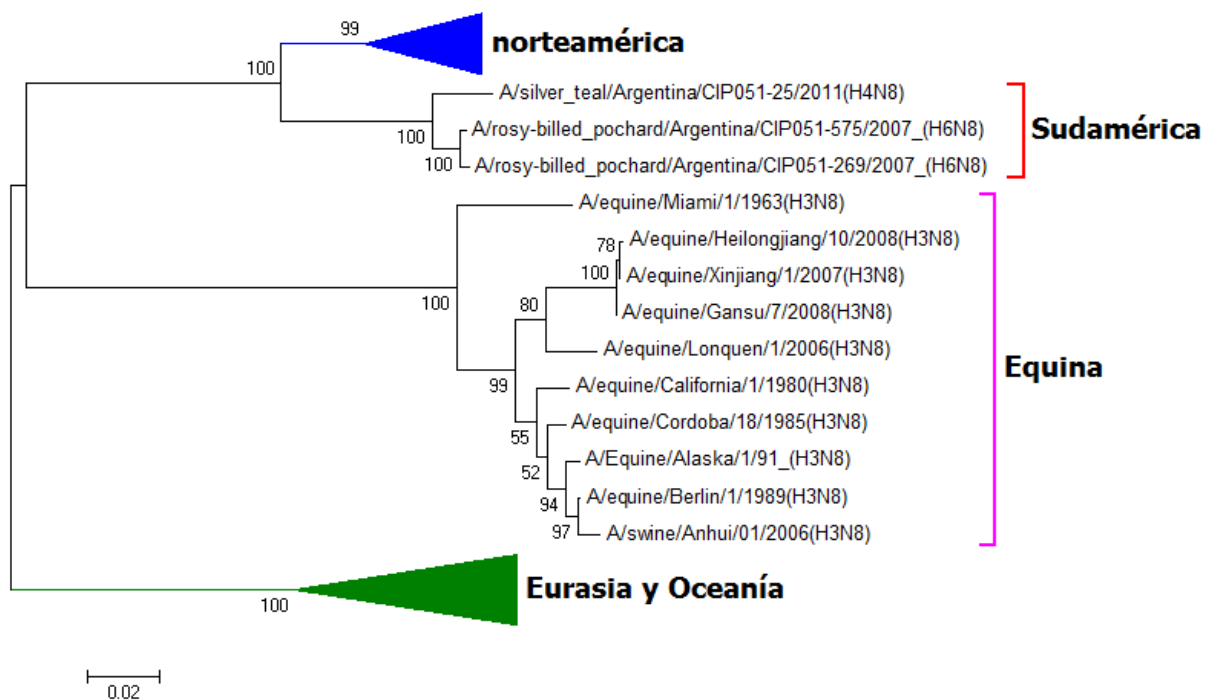 99
norteamérica
100
A/silver_teal/Argentina/CIP051-25/2011(H4N8)
100
A/rosy-billed_pochard/Argentina/CIP051-575/2007_(H6N8)
100
A/rosy-billed_pochard/Argentina/CIP051-269/2007_(H6N8)
Sudamérica
A/equine/Miami/1/1963(H3N8)
78
A/equine/Heilongjiang/10/2008(H3N8)
100
A/equine/Xinjiang/1/2007(H3N8)
100
80
A/equine/Gansu/7/2008(H3N8)
A/equine/Lonquen/1/2006(H3N8)
99
Equina
A/equine/California/1/1980(H3N8)
55
A/equine/Cordoba/18/1985(H3N8)
52
A/Equine/Alaska/1/91_(H3N8)
94
A/equine/Berlin/1/1989(H3N8)
97
A/swine/Anhui/01/2006(H3N8)
100
Eurasia y Oceanía
0.02